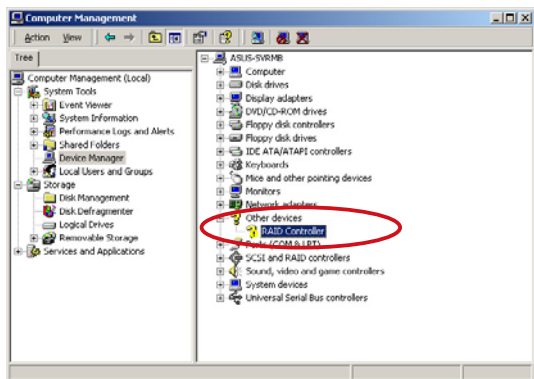 Computer Management
Action View
Tree
Computer Management (Local)
System Tools
Event Viewer
System Information
Performance Logs and Alerts
Shared Folders
Device Manager
Local Users and Groups
Storage
Disk Management
Disk Defragmenter
Logical Drives
Removable Storage
Services and Applications
ASUS-SVRMB
Computer
Disk drives
Display adapters
DVD/CD-ROM drives
Floppy disk controllers
Floppy disk drives
IDE ATA/ATAPI controllers
Keyboards
Mice and other pointing devices
Monitors
Network adapters
Other devices
RAID Controller
Ports (COM & LPT)
SCSI and RAID controllers
Sound, video and game controllers
System devices
Universal Serial Bus controllers